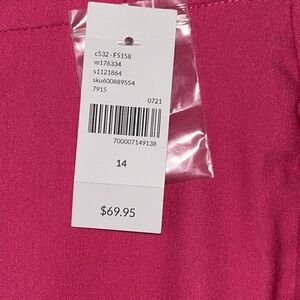 c532 - F5158
m176334
s1121864
sku600889554
7915
0721
700007149138
14
$69.95